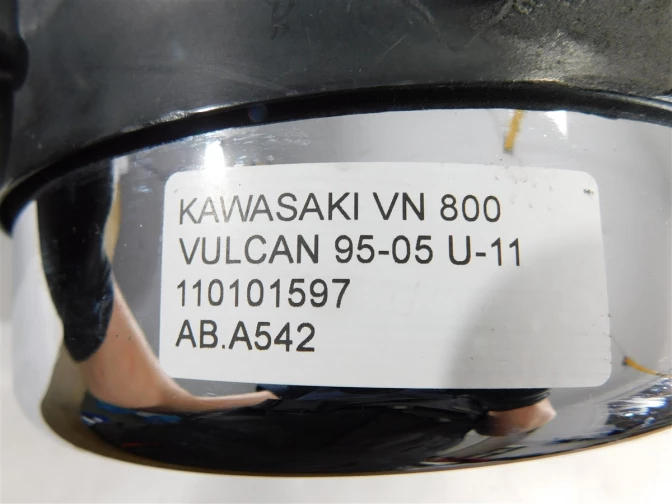 KAWASAKI VN 800
VULCAN 95-05 U-11
110101597
AB.A542